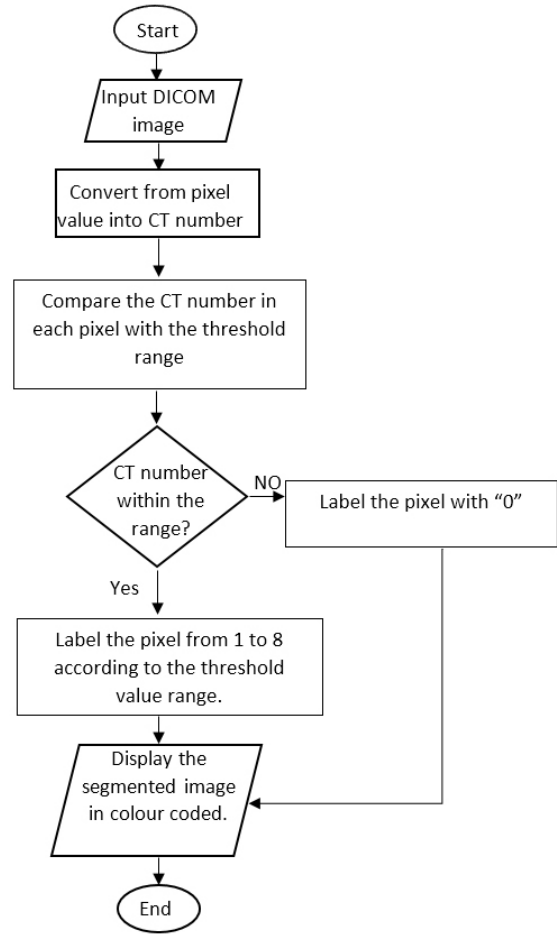 Start
Input DICOM
image
Convert from pixel
value into CT number
Compare the CT number in
each pixel with the threshold
range
CT number
within the
range?
NO
Label the pixel with “0”
Yes
Label the pixel from 1 to 8
according to the threshold
value range.
Display the
segmented image
in colour coded.
End